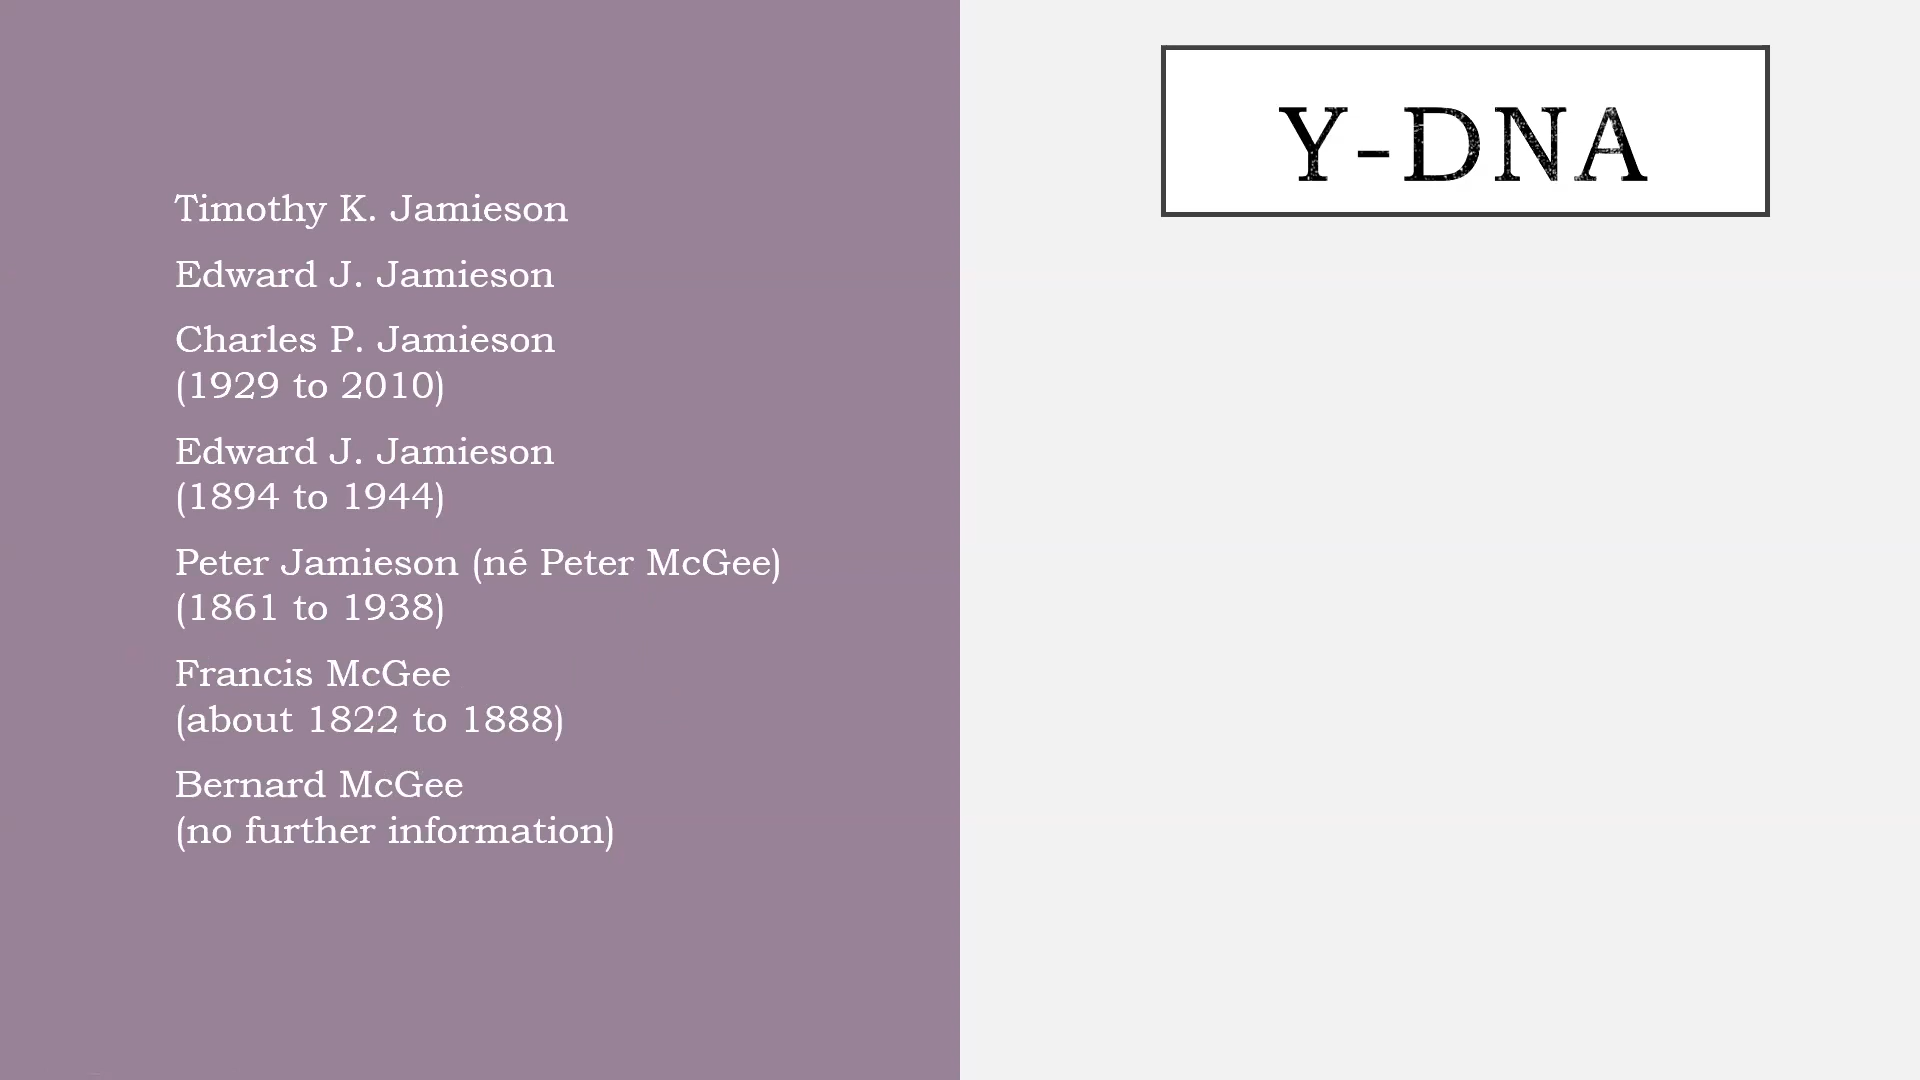 Y-DNA
Timothy K. Jamieson
Edward J. Jamieson
Charles P. Jamieson
(1929 to 2010)
Edward J. Jamieson
(1894 to 1944)
Peter Jamieson (né Peter McGee)
(1861 to 1938)
Francis McGee
(about 1822 to 1888)
Bernard McGee
(no further information)